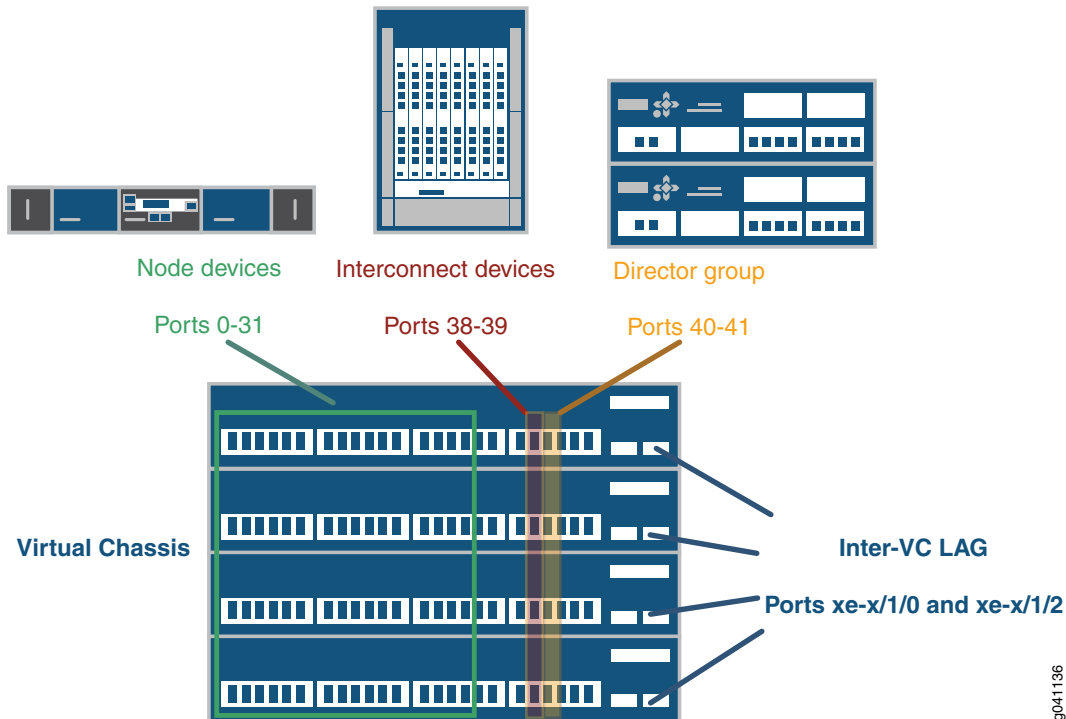 Node devices
Interconnect devices
Director group
Ports 0-31
Ports 38-39
Ports 40-41
Virtual Chassis
Inter-VC LAG
Ports xe-x/1/0 and xe-x/1/2
g041136